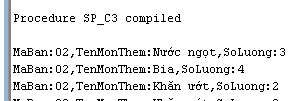 Procedure SP_C3 compiled
MaBan:02,TenMonThem:Nước ngọt,SoLuong:3
MaBan:02,TenMonThem:Bia,SoLuong:4
MaBan:02,TenMonThem:Khăn ướt,SoLuong:2